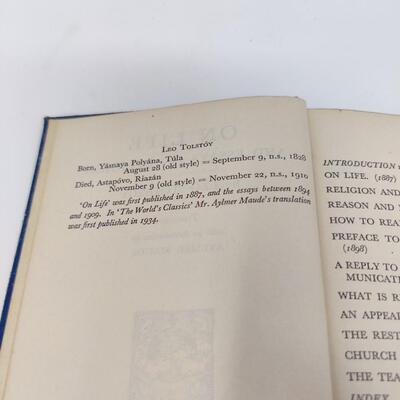 LEO TOLSTÓY
Born, Yásnaya Polyána, Túla
August 28 (old style) = September 9, n.s., 1828
Died, Astapóvo, Riazán
November 9 (old style) = November 22, n.s., 1910
'On Life' was first published in 1887, and the essays between 1894
and 1909. In 'The World's Classics' Mr. Aylmer Maude's translation
was first published in 1934.
INTRODUCTION
ON LIFE. (1887)
RELIGION AND
REASON AND
HOW TO REA
PREFACE TO
(1898)
A REPLY TO
MUNICAT
WHAT IS R
AN APPEA
THE REST
CHURCH
THE TEA
INDEX